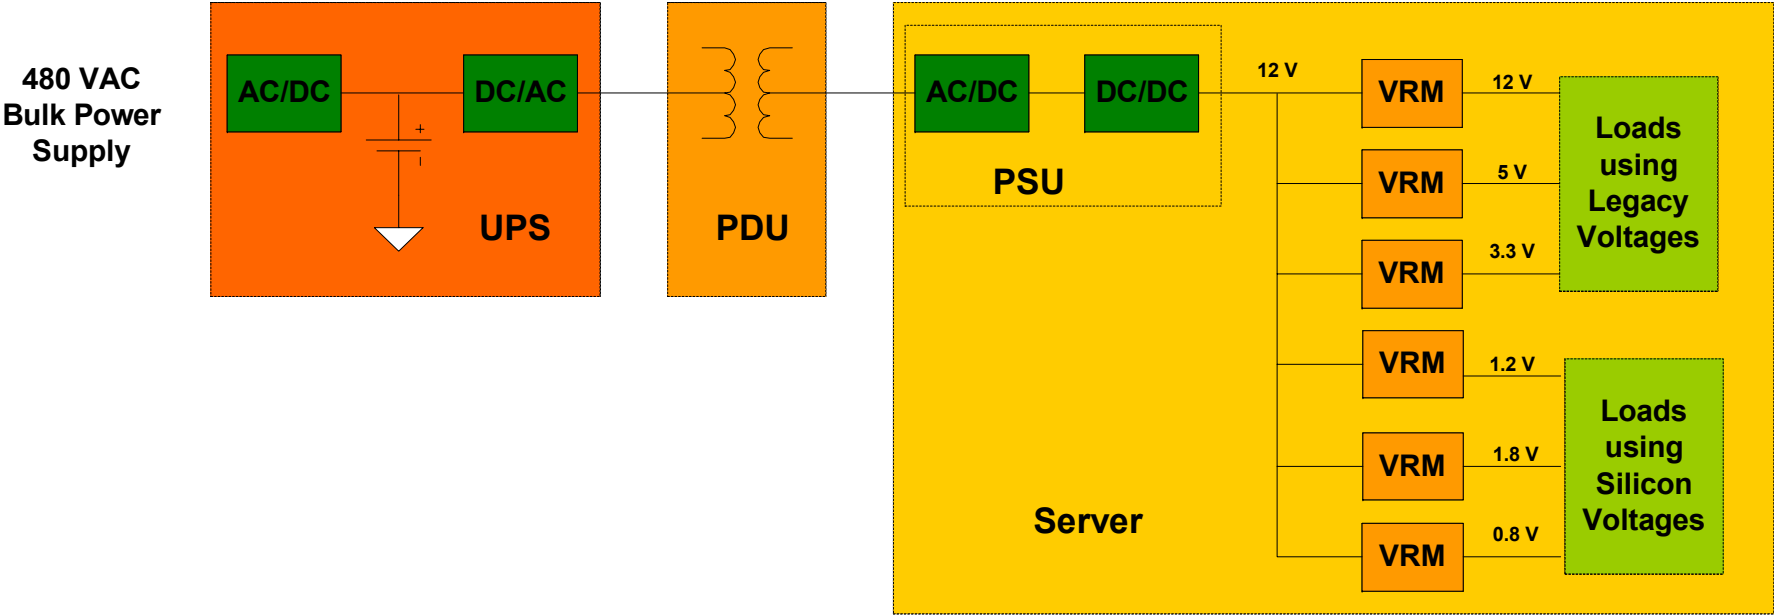 480 VAC
Bulk Power
Supply
AC/DC
DC/AC
+
UPS
PDU
AC/DC
DC/DC
PSU
12 V
VRM
12 V
VRM
5 V
VRM
3.3 V
Loads
using
Legacy
Voltages
VRM
1.2 V
VRM
1.8 V
VRM
0.8 V
Loads
using
Silicon
Voltages
Server